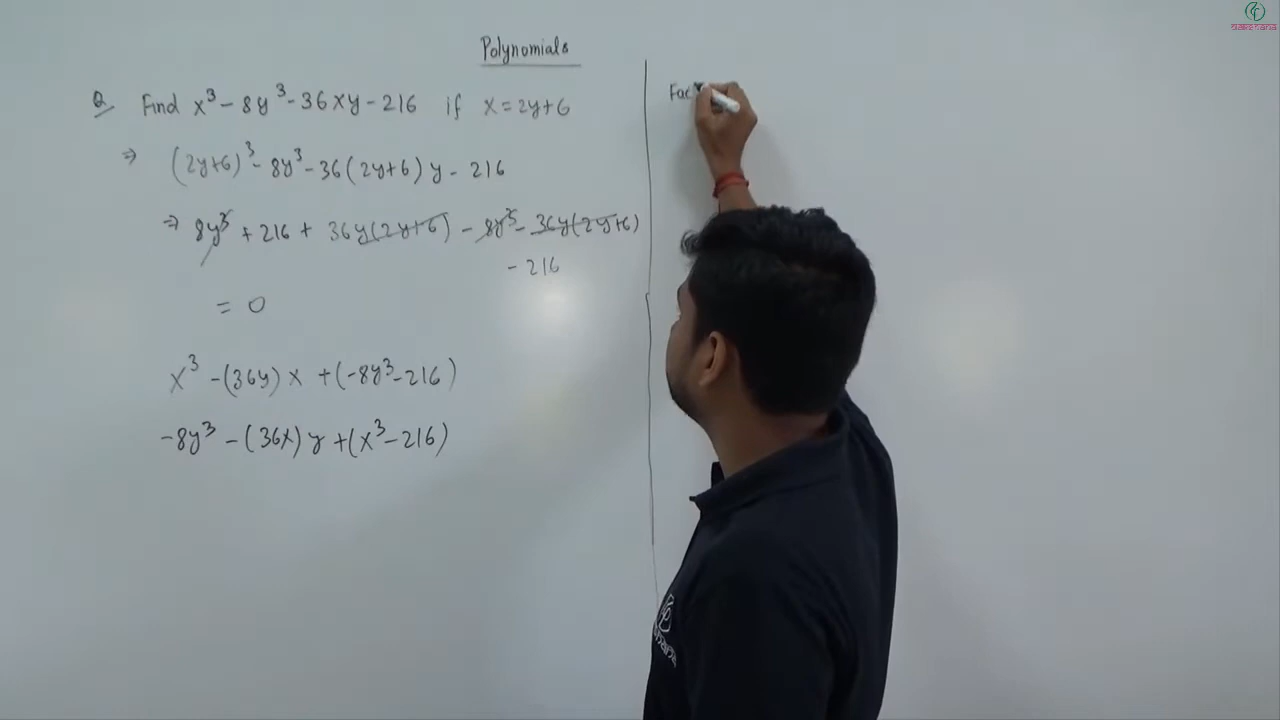 Polynomials
Q. Find x³ - 8y³ - 36xy - 216 if x = 2y+6
⇒ (2y+6)³ - 8y³ - 36(2y+6)y - 216
⇒ 8y³ + 216 + 36y(2y+6) - 8y³ - 36y(2y+6)
- 216
= 0
x³ - (36y)x + (-8y³-216)
-8y³ - (36x)y + (x³-216)
Fac